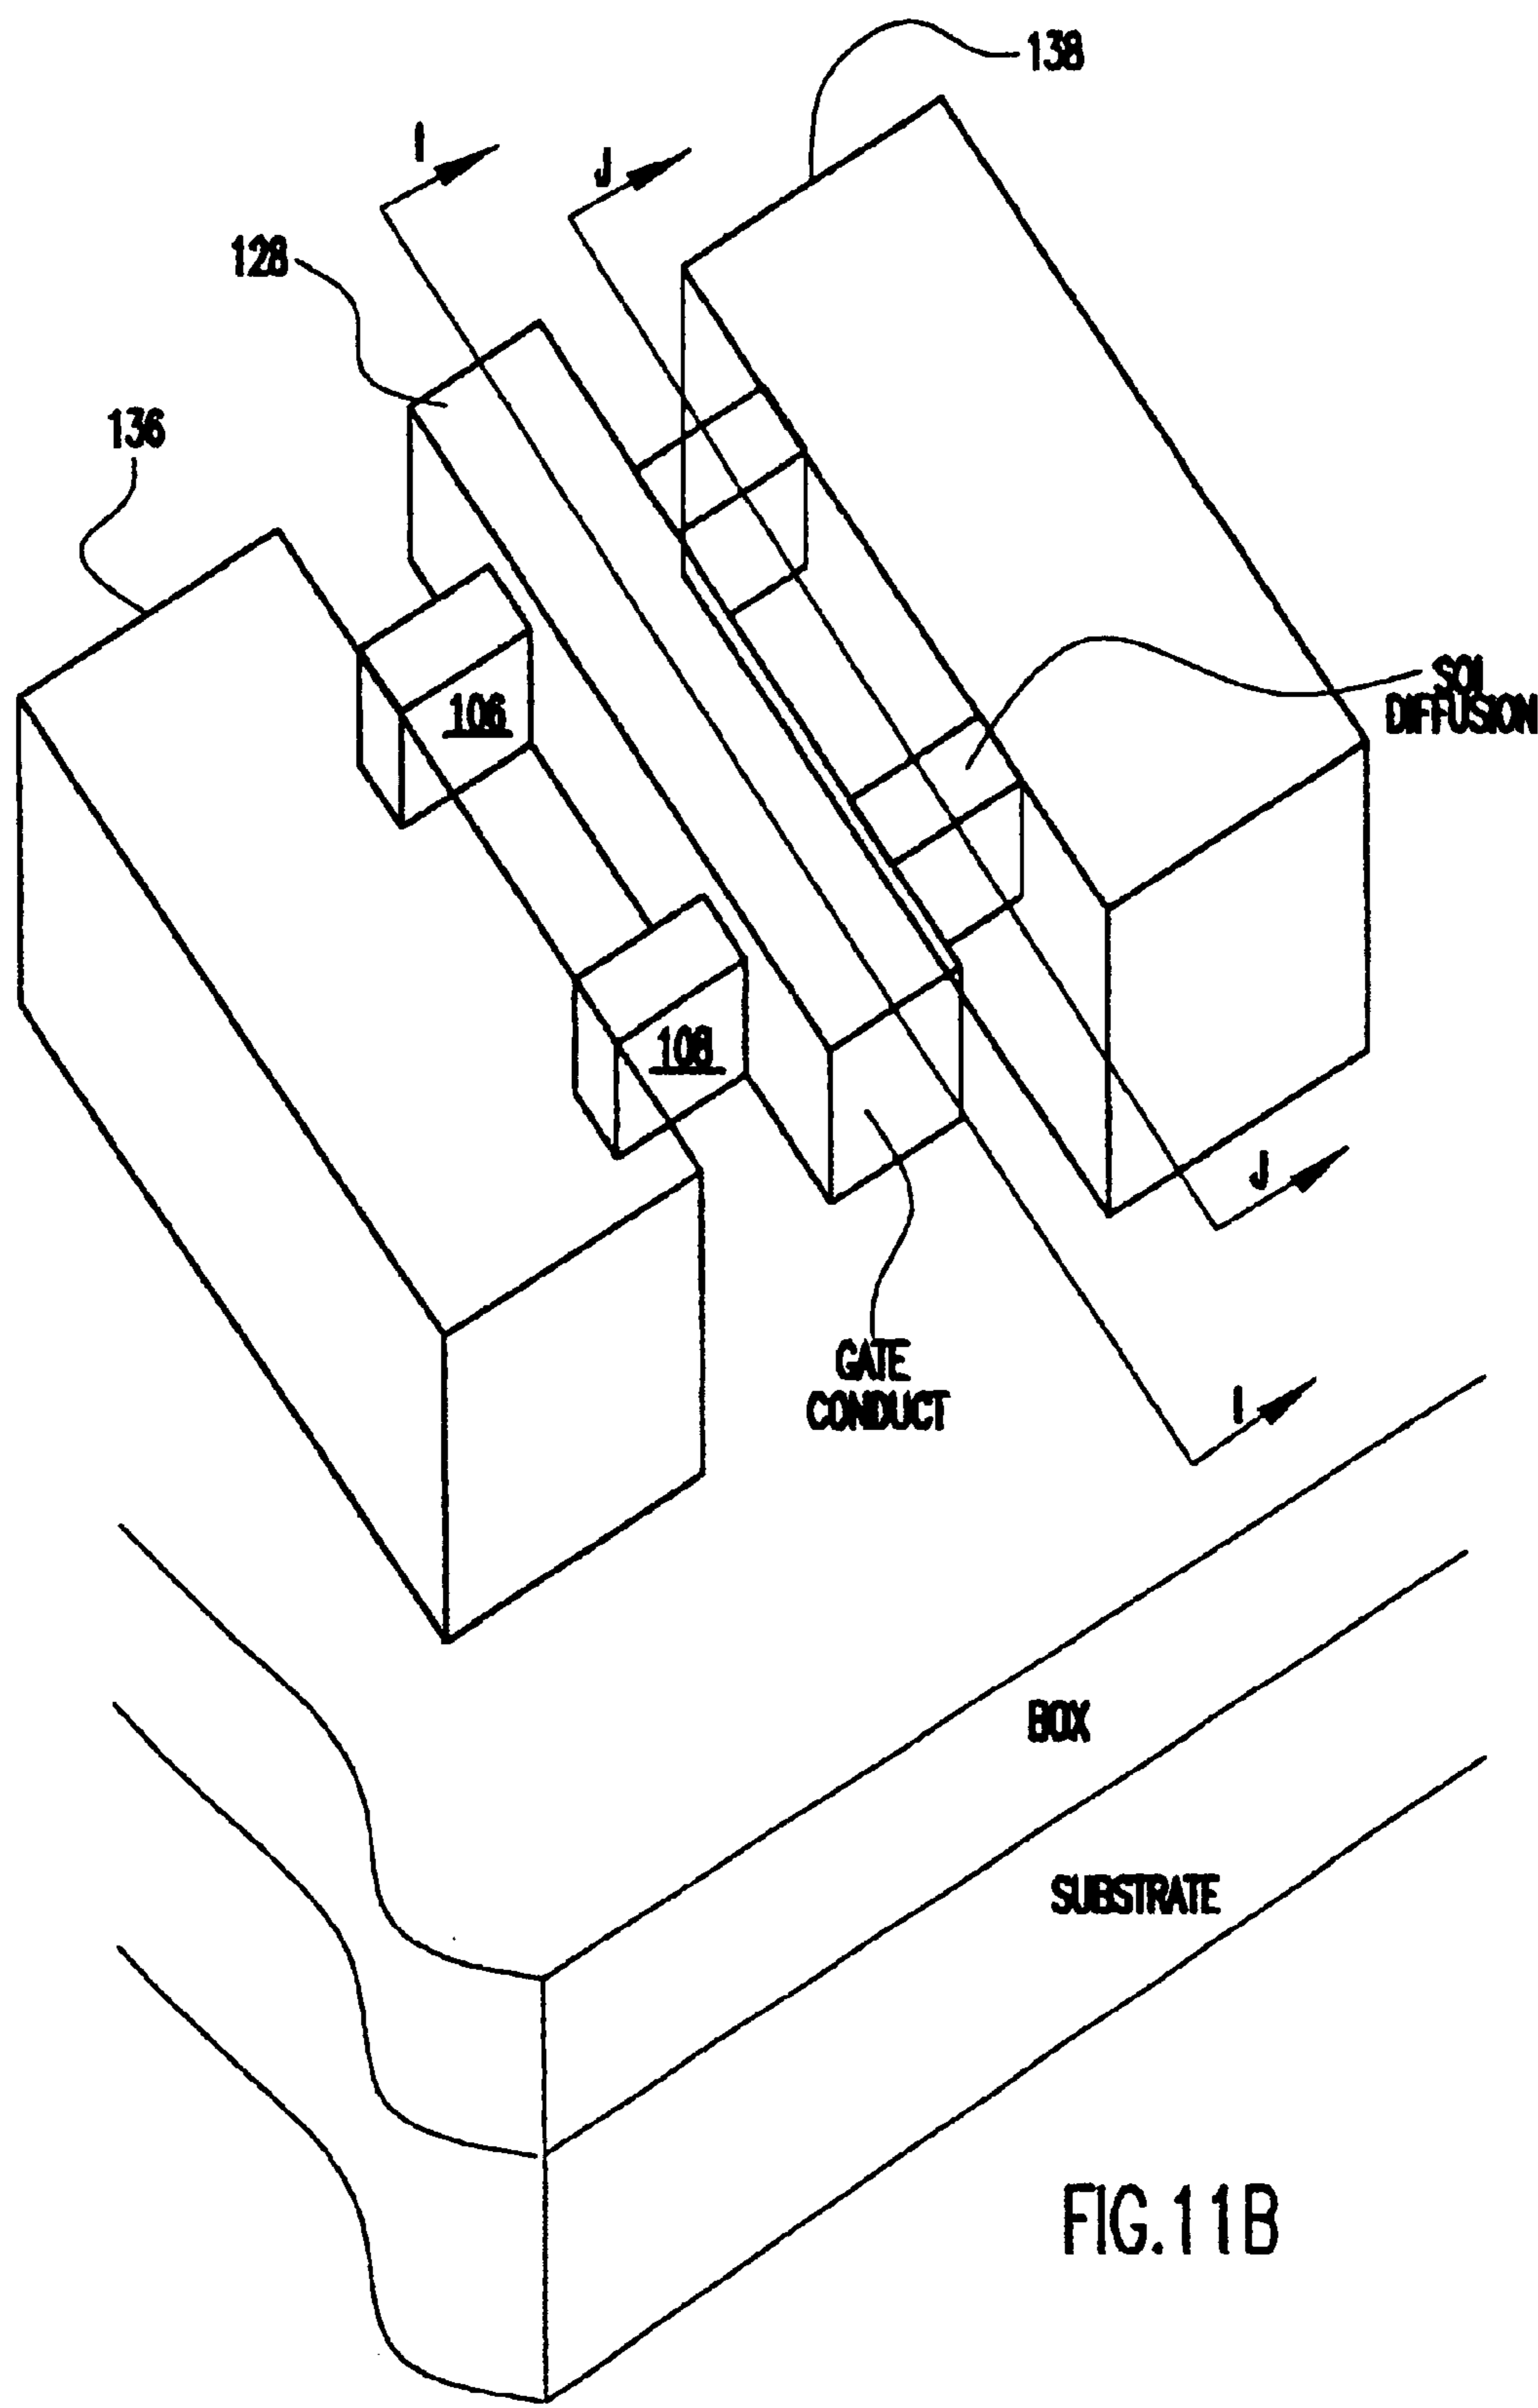 138
I
J
128
136
SOI
DIFFUSION
106
108
J
GATE
CONDUCT
I
BOX
SUBSTRATE
FIG.11B